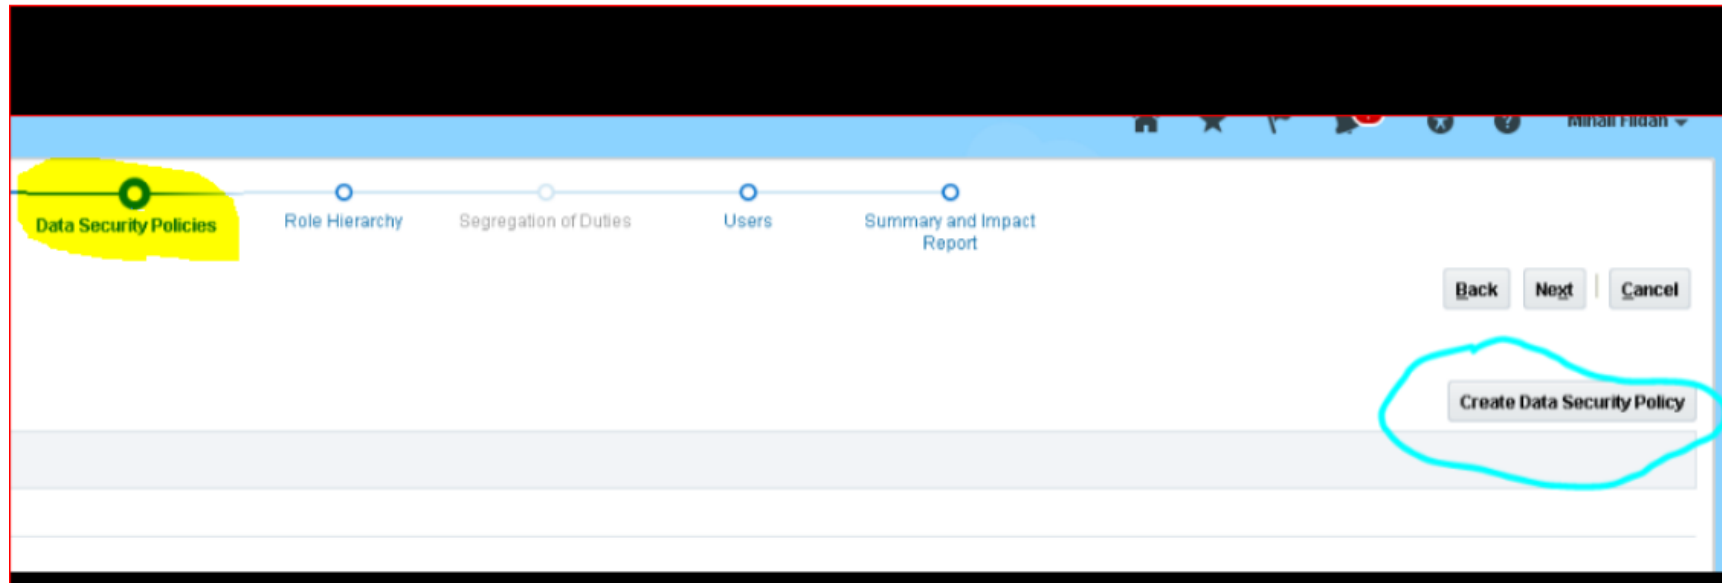 Data Security Policies
Role Hierarchy
Segregation of Duties
Users
Summary and Impact
Report
Back Next Cancel
Create Data Security Policy